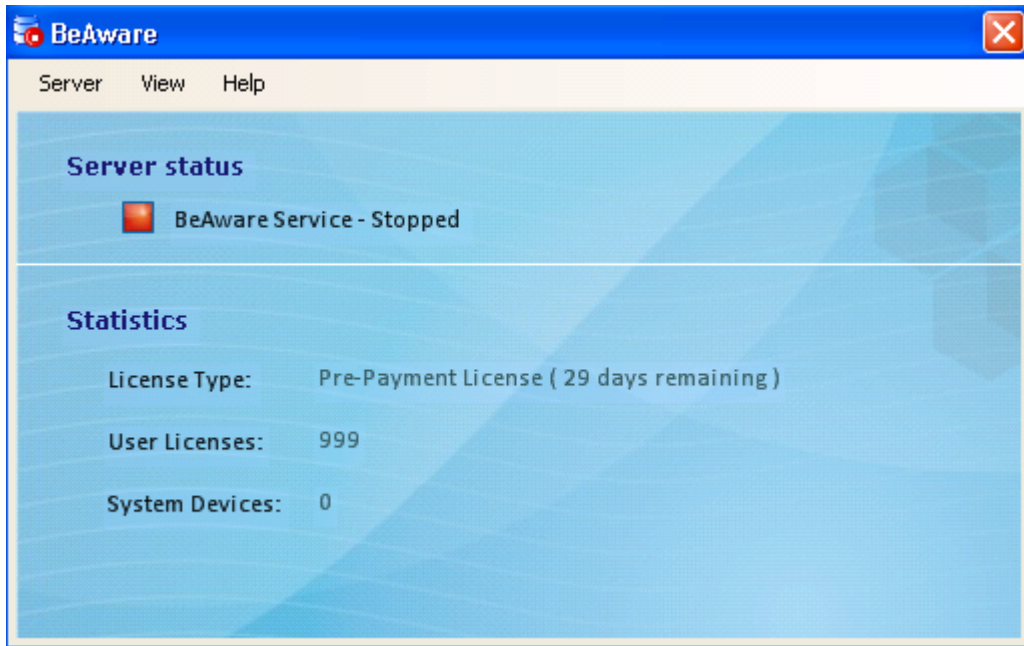 BeAware
Server View Help
Server status
BeAware Service - Stopped
Statistics
License Type: Pre-Payment License ( 29 days remaining )
User Licenses: 999
System Devices: 0